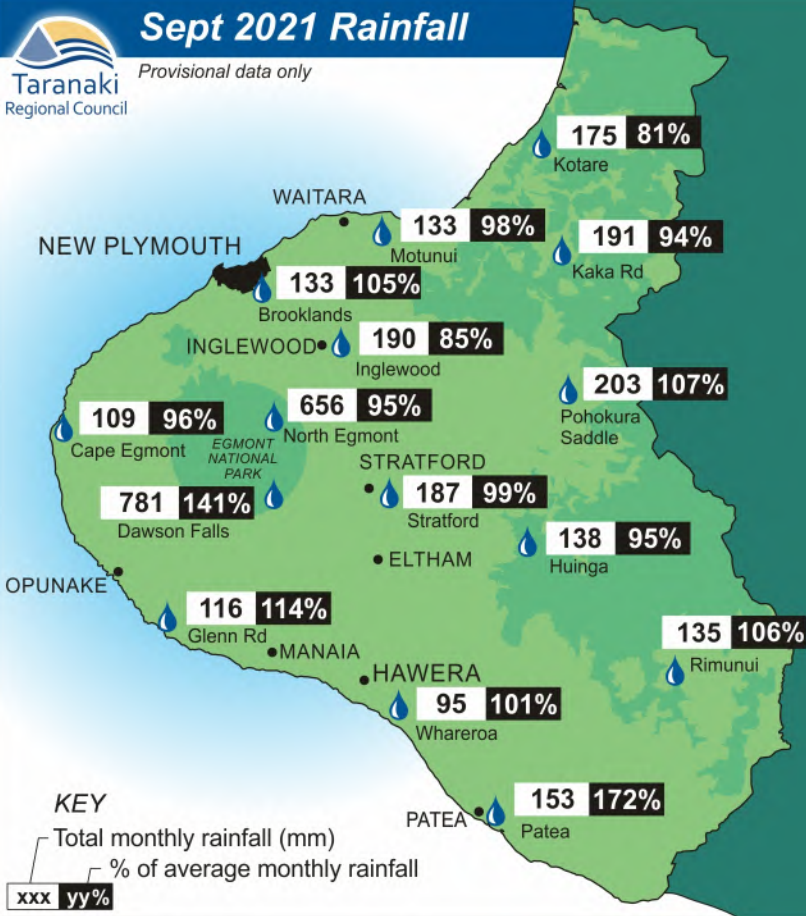 Sept 2021 Rainfall
Taranaki
Regional Council
Provisional data only
175 81%
Kotare
WAITARA
133 98%
Motunui
191 94%
Kaka Rd
NEW PLYMOUTH
133 105%
Brooklands
INGLEWOOD
190 85%
Inglewood
203 107%
Pohokura
Saddle
109 96%
Cape Egmont
656 95%
North Egmont
EGMONT
NATIONAL
PARK
STRATFORD
781 141%
Dawson Falls
187 99%
Stratford
138 95%
Huinga
ELTHAM
OPUNAKE
116 114%
Glenn Rd
135 106%
Rimunui
MANAIA
HAWERA
95 101%
Whareroa
153 172%
PATEA
Patea
KEY
Total monthly rainfall (mm)
% of average monthly rainfall
xxx yy%